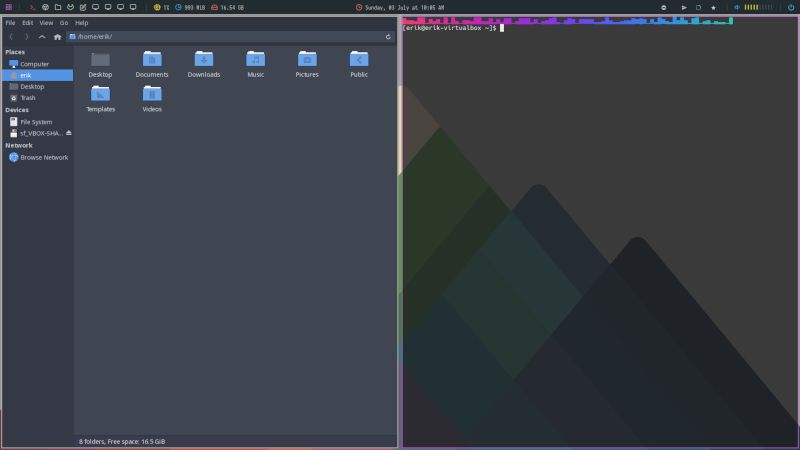 1% 993 MiB 16.54 GB Sunday, 03 July at 10:05 AM
File Edit View Go Help
/home/erik/
[erik@erik-virtualbox ~]$
Places
Computer
erik
Desktop
Trash
Devices
File System
sf_VBOX-SHA...
Network
Browse Network
Desktop Documents Downloads Music Pictures Public
Templates Videos
8 folders, Free space: 16.5 GiB